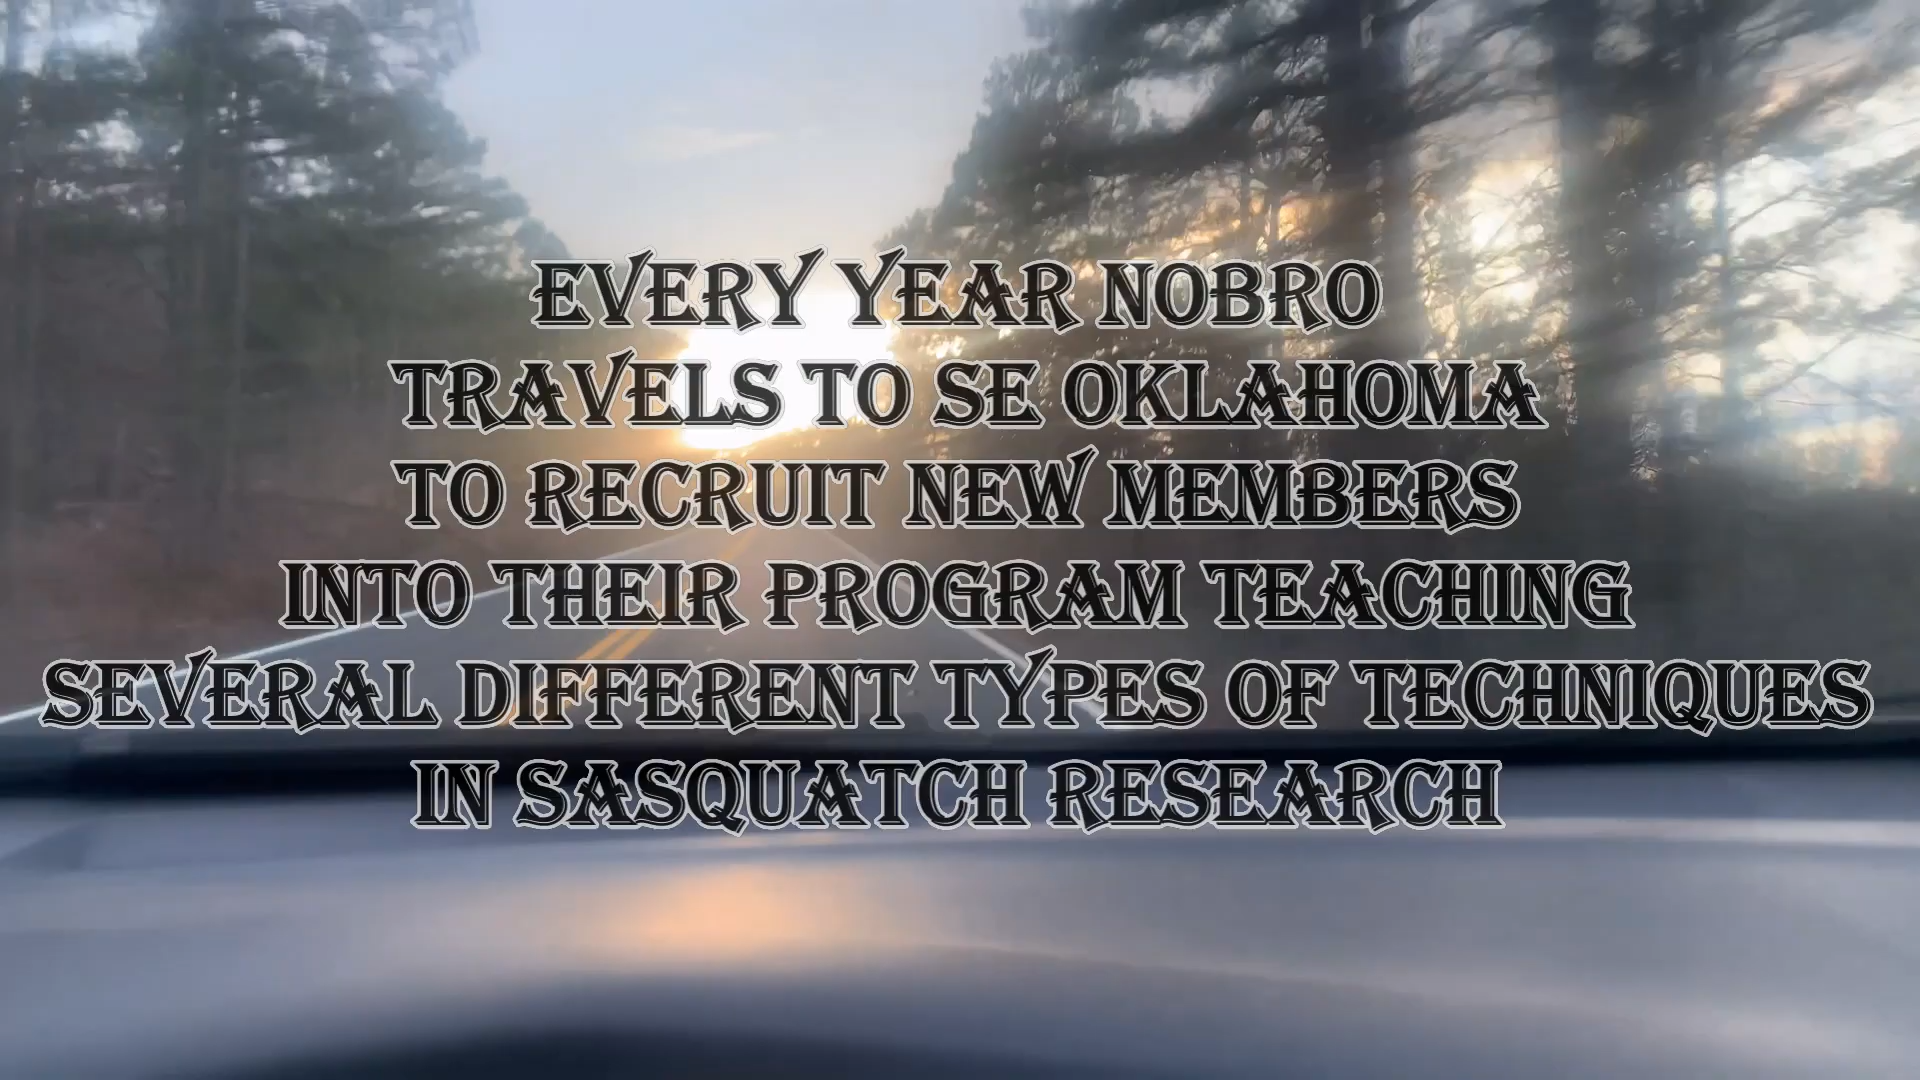 EVERY YEAR NOBRO
TRAVELS TO SE OKLAHOMA
TO RECRUIT NEW MEMBERS
INTO THEIR PROGRAM TEACHING
SEVERAL DIFFERENT TYPES OF TECHNIQUES
IN SASQUATCH RESEARCH